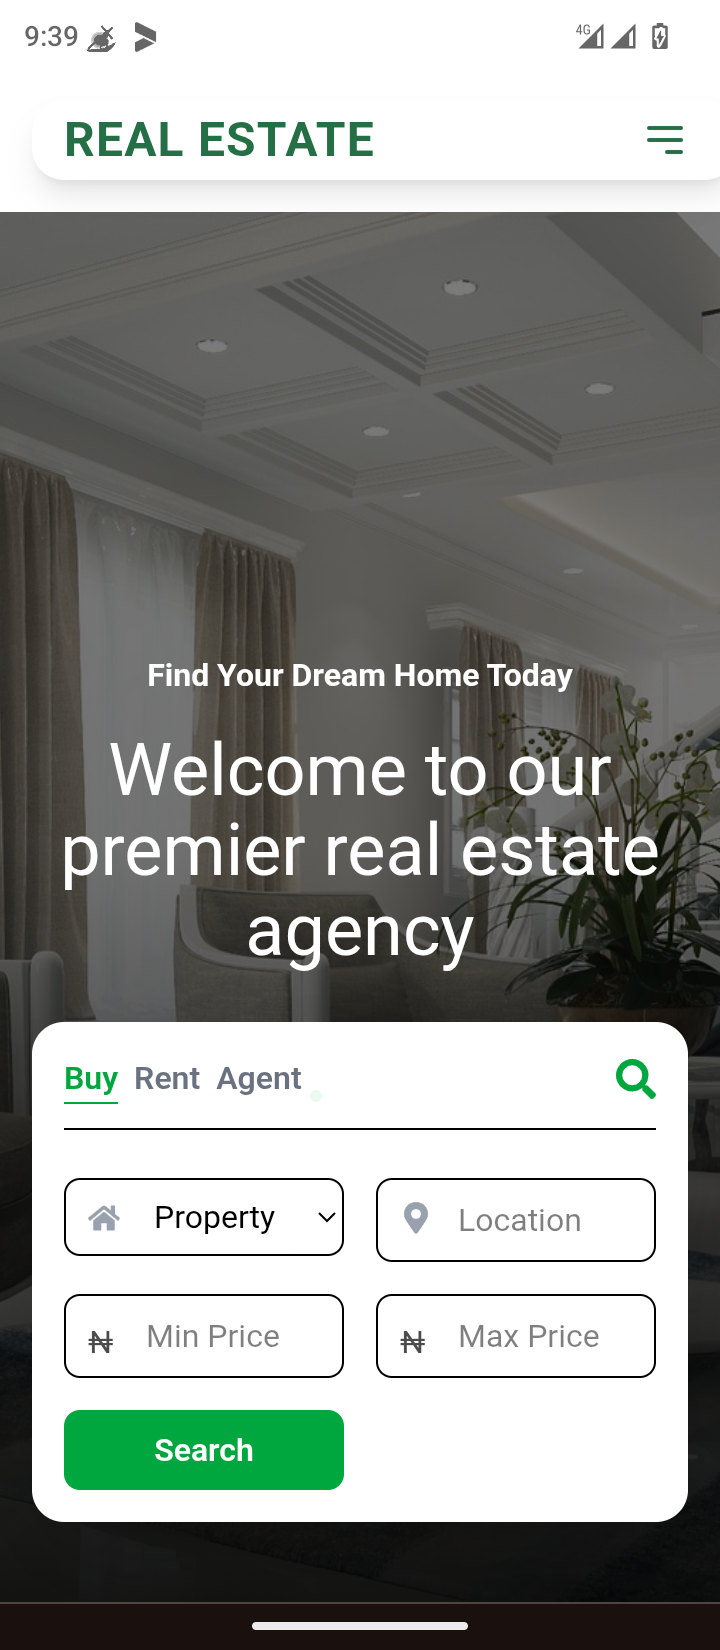 9:39
4G
REAL ESTATE
Find Your Dream Home Today
Welcome to our
premier real estate
agency
Buy Rent Agent
Property
Location
₦ Min Price
₦ Max Price
Search